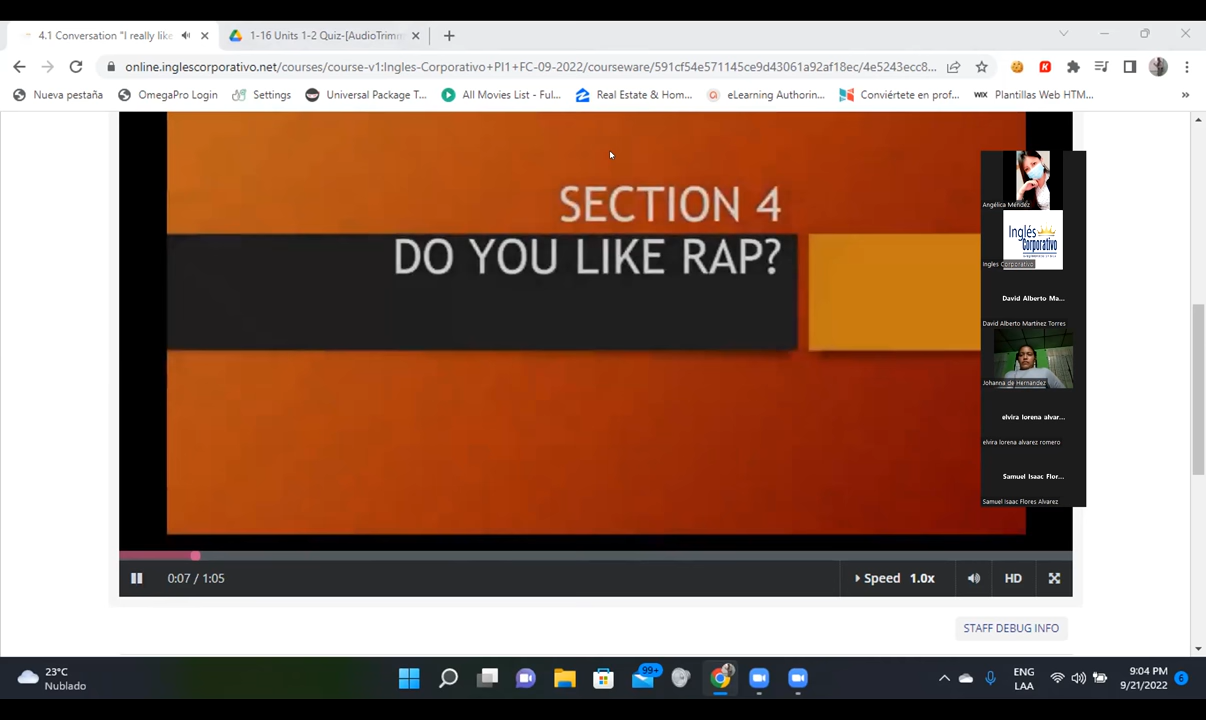 4.1 Conversation "I really like
1-16 Units 1-2 Quiz-[AudioTrimm
online.inglescorporativo.net/courses/course-v1:Ingles-Corporativo+PI1+FC-09-2022/courseware/591cf54e571145ce9d43061a92af18ec/4e5243ecc8...
Nueva pestaña
OmegaPro Login
Settings
Universal Package T...
All Movies List - Ful...
Real Estate & Hom...
eLearning Authorin...
Conviértete en prof...
WIX Plantillas Web HTM...
»
SECTION 4
DO YOU LIKE RAP?
Angélica Méndez
Inglés
Corporativo
Ingles Corporativo
David Alberto Ma...
David Alberto Martínez Torres
Johanna de Hernandez
elvira lorena alvar...
elvira lorena alvarez romero
Samuel Isaac Flor...
Samuel Isaac Flores Alvarez
0:07 / 1:05
Speed 1.0x
HD
STAFF DEBUG INFO
23°C
Nublado
99+
ENG
LAA
9:04 PM
9/21/2022
6